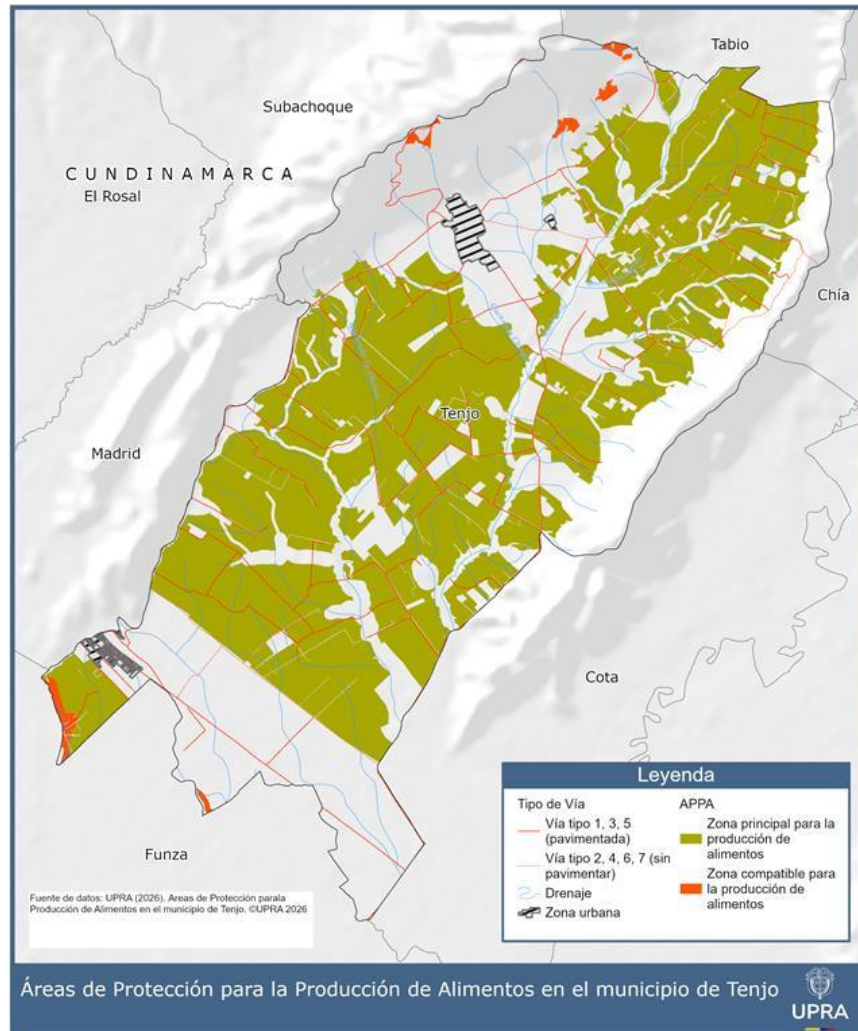 Tabio
Subachoque
CUNDINAMARCA
El Rosal
Chía
Tenjo
Madrid
Cota
Funza
Leyenda
Tipo de Vía
Vía tipo 1, 3, 5
(pavimentada)
Vía tipo 2, 4, 6, 7 (sin
pavimentar)
Drenaje
Zona urbana
APPA
Zona principal para la
producción de
alimentos
Zona compatible para
la producción de
alimentos
Fuente de datos: UPRA (2026). Areas de Protección parala
Producción de Alimentos en el municipio de Tenjo. ©UPRA 2026
Áreas de Protección para la Producción de Alimentos en el municipio de Tenjo
UPRA